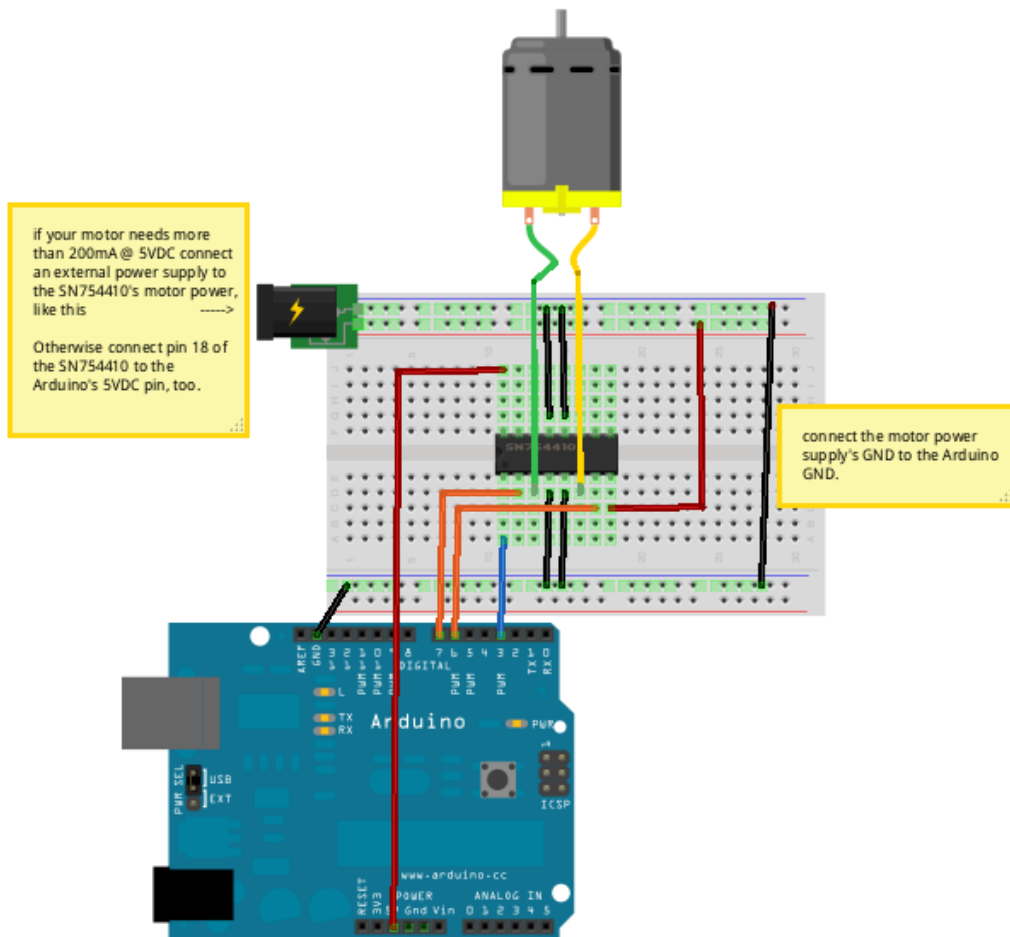 if your motor needs more
than 200mA @ 5VDC connect
an external power supply to
the SN754410's motor power,
like this ----->
Otherwise connect pin 18 of
the SN754410 to the
Arduino's 5VDC pin, too.
connect the motor power
supply's GND to the Arduino
GND.
SN754410
AREF
GND
13
12
PWM 11
PWM 10
8
7
PWM 6
PWM 5
4
PWM 3
2
TX 1
RX 0
DIGITAL
L
TX
RX
Arduino
PWR
1
ICSP
PWR SEL
USB
EXT
www.arduino.cc
POWER
ANALOG IN
RESET
3V3
Gnd Vin
0 1 2 3 4 5